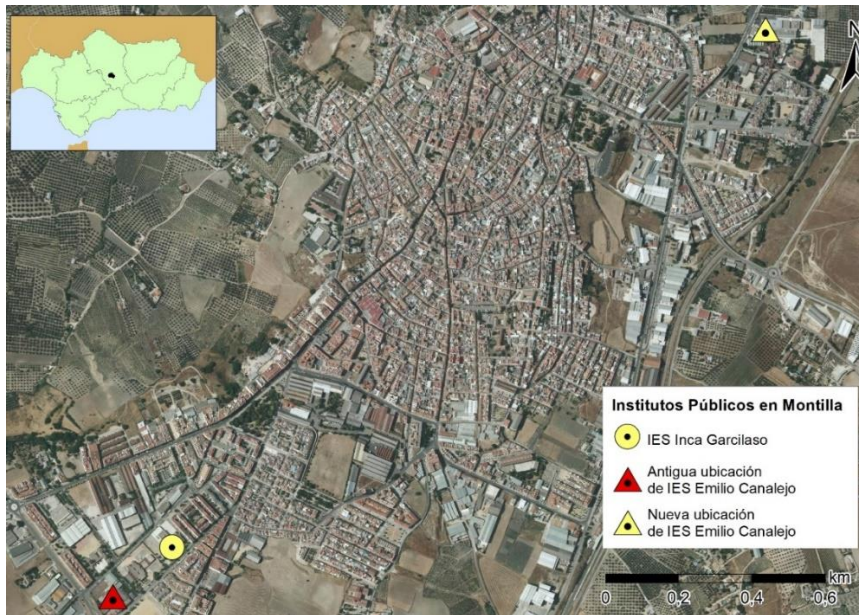 N
Institutos Públicos en Montilla
IES Inca Garcilaso
Antigua ubicación
de IES Emilio Canalejo
Nueva ubicación
de IES Emilio Canalejo
km
0 0,2 0,4 0,6